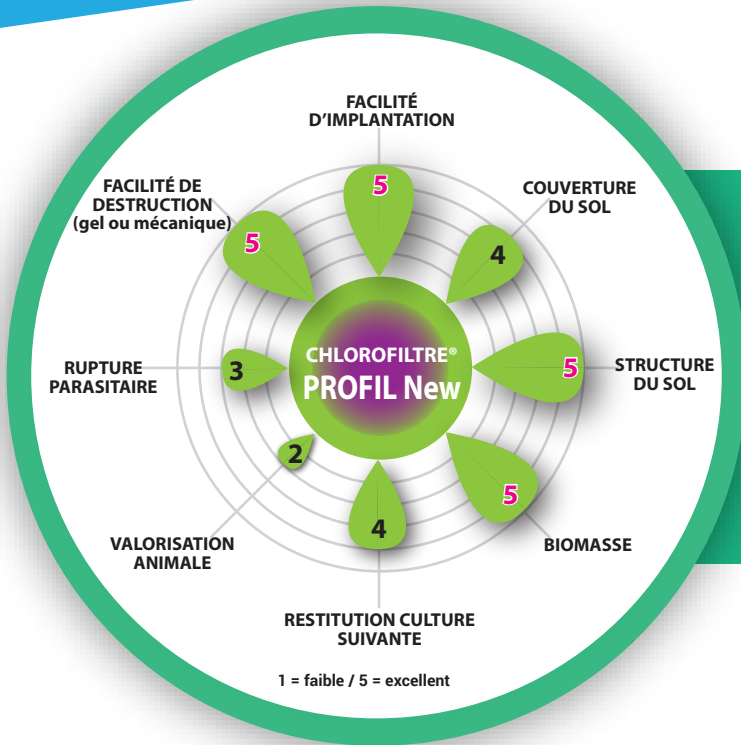 FACILITÉ
D'IMPLANTATION
5
COUVERTURE
DU SOL
4
STRUCTURE
DU SOL
5
BIOMASSE
5
RESTITUTION CULTURE
SUIVANTE
4
VALORISATION
ANIMALE
2
RUPTURE
PARASITAIRE
3
FACILITÉ DE
DESTRUCTION
(gel ou mécanique)
5
CHLOROFILTRE®
PROFIL New
1 = faible / 5 = excellent